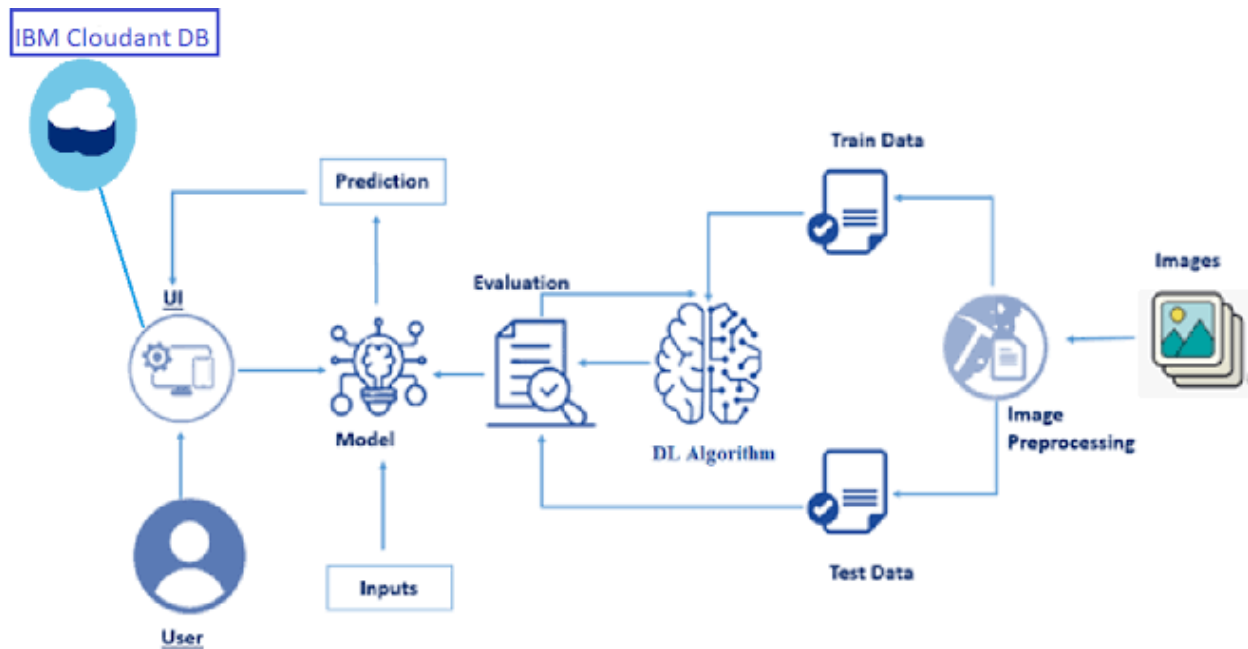 IBM Cloudant DB
Train Data
Prediction
Images
Evaluation
UI
Image
Preprocessing
Model
DL Algorithm
Inputs
Test Data
User